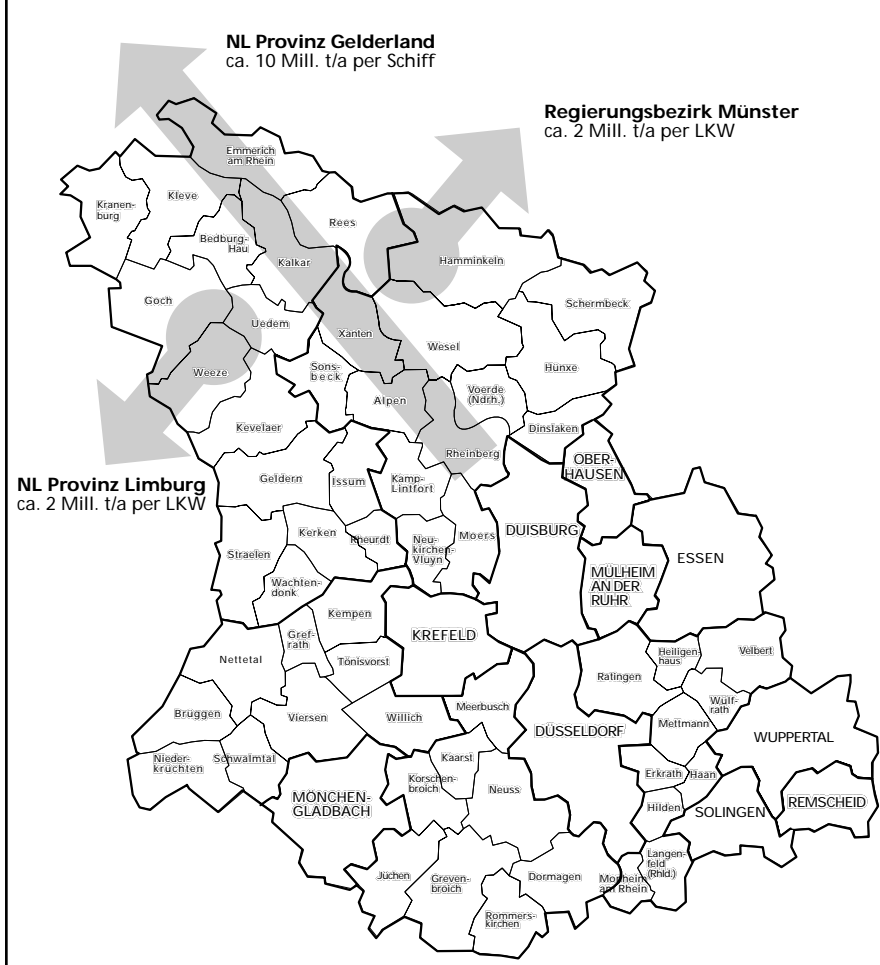 NL Provinz Gelderland
ca. 10 Mill. t/a per Schiff
Regierungsbezirk Münster
ca. 2 Mill. t/a per LKW
Emmerich
am Rhein
Kranen-
burg
Kleve
Rees
Bedburg-
Hau
Kalkar
Hamminkeln
Goch
Uedem
Schermbeck
Xanten
Wesel
Weeze
Sons-
beck
Hünxe
Voerde
(Ndrh.)
Alpen
Kevelaer
Dinslaken
Rheinberg
NL Provinz Limburg
ca. 2 Mill. t/a per LKW
Geldern
Issum
Kamp-
Lintfort
OBER-
HAUSEN
DUISBURG
Kerken
Rheurdt
Neu-
kirchen-
Vluyn
Moers
Straelen
ESSEN
MÜLHEIM
AN DER
RUHR
Wachten-
donk
Kempen
KREFELD
Gref-
rath
Nettetal
Tönisvorst
Heiligen-
haus
Velbert
Ratingen
Brüggen
Viersen
Willich
Meerbusch
DÜSSELDORF
Mettmann
Wülf-
rath
WUPPERTAL
Nieder-
krüchten
Schwalmtal
Kaarst
Korschen-
broich
Neuss
Erkrath
Haan
MÖNCHEN-
GLADBACH
Hilden
SOLINGEN
REMSCHEID
Jüchen
Greven-
broich
Dormagen
Monheim
am Rhein
Langen-
feld
(Rhld.)
Rommers-
kirchen